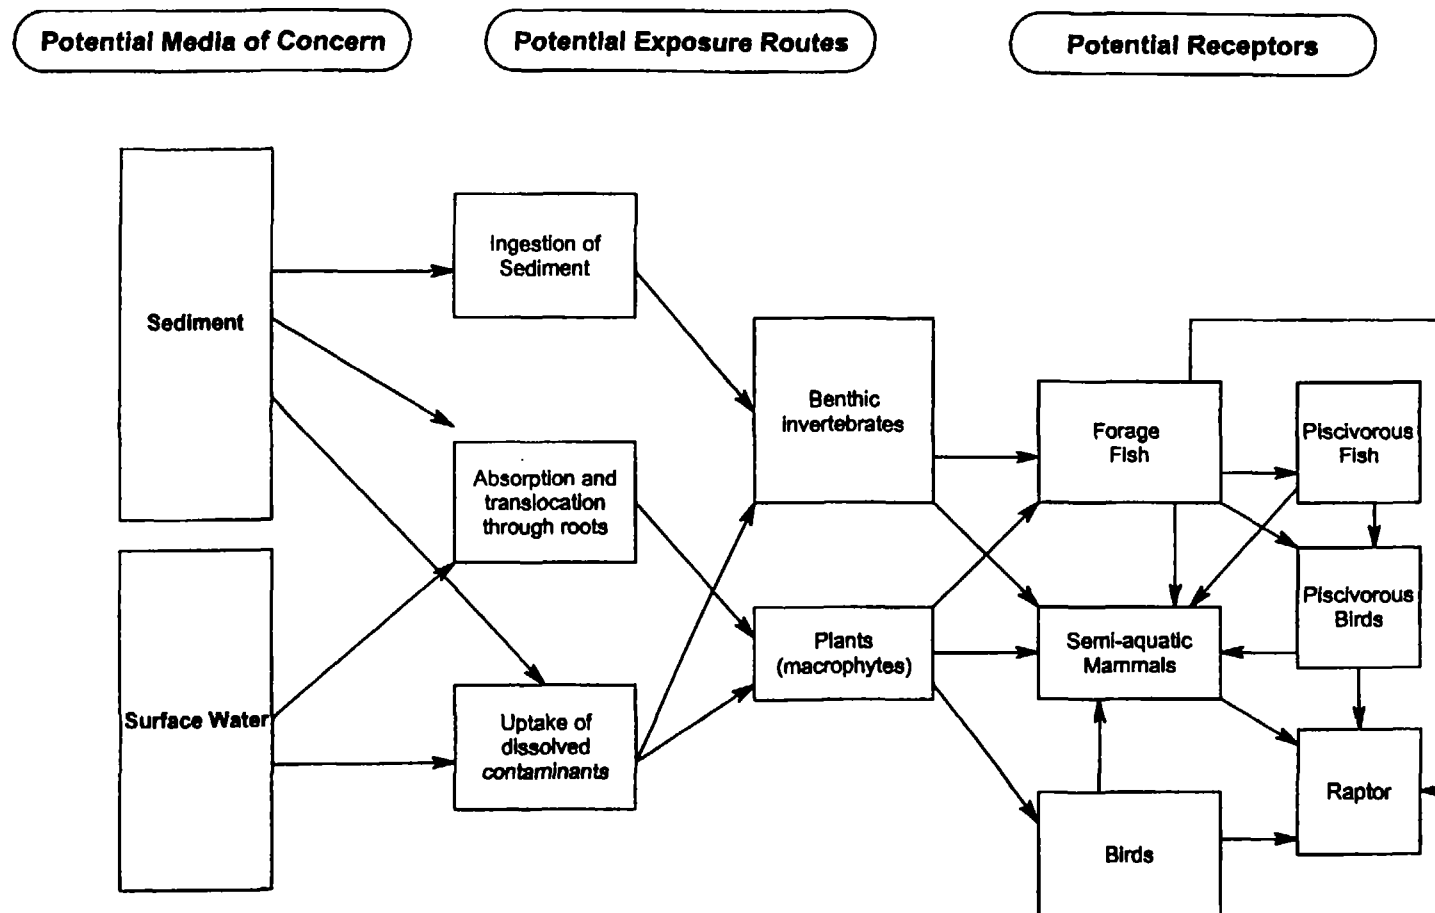 Potential Media of Concern
Potential Exposure Routes
Potential Receptors
Sediment
Surface Water
Ingestion of
Sediment
Absorption and
translocation
through roots
Uptake of
dissolved
contaminants
Benthic
invertebrates
Plants
(macrophytes)
Forage
Fish
Semi-aquatic
Mammals
Birds
Piscivorous
Fish
Piscivorous
Birds
Raptor